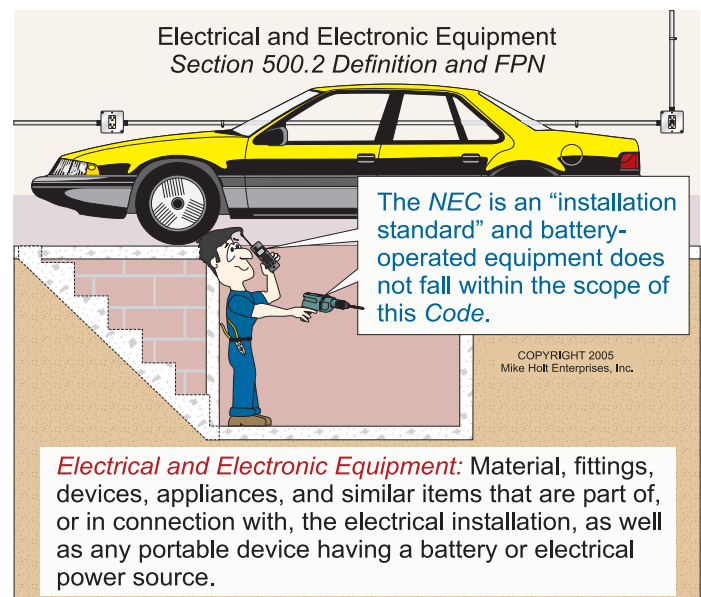 Electrical and Electronic Equipment
Section 500.2 Definition and FPN
The NEC is an “installation
standard” and battery-
operated equipment does
not fall within the scope of
this Code.
COPYRIGHT 2005
Mike Holt Enterprises, Inc.
Electrical and Electronic Equipment: Material, fittings,
devices, appliances, and similar items that are part of,
or in connection with, the electrical installation, as well
as any portable device having a battery or electrical
power source.